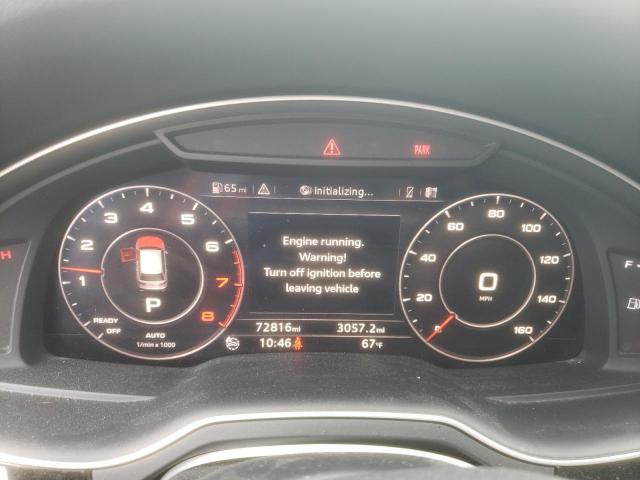 PARK
65 mi
Initializing...
Engine running.
Warning!
Turn off ignition before
leaving vehicle
1 2 3 4 5 6 7 8
P
READY
OFF
AUTO
1/min x 1000
0 20 40 60 80 100 120 140 160
0
MPH
72816mi
3057.2mi
10:46
67°F
H
F